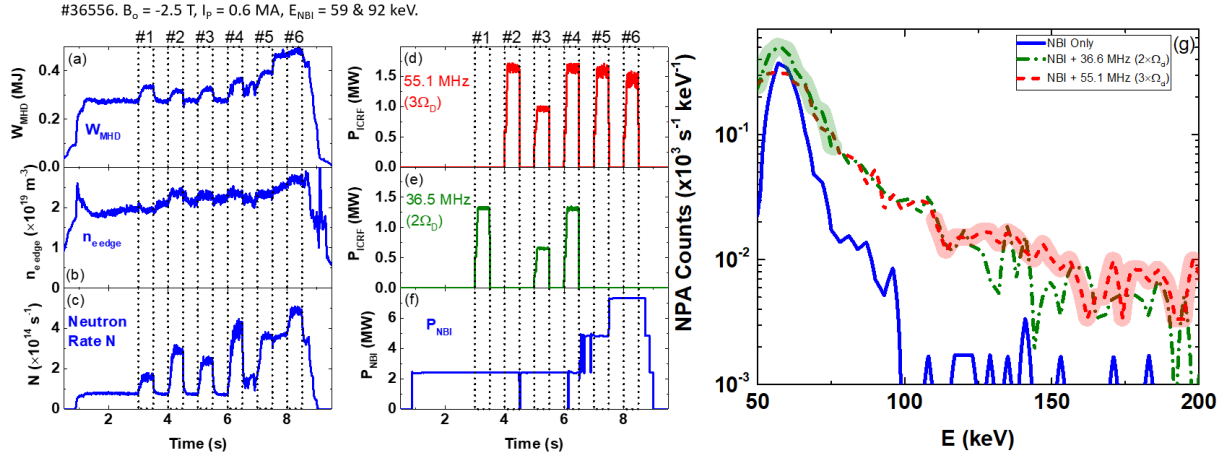 #36556. Bₒ = -2.5 T, I_P = 0.6 MA, E_NBI = 59 & 92 keV.
#1 #2 #3 #4 #5 #6
(a)
W_MHD (MJ)
0.4
0.2
0
W_MHD
n_e edge (×10¹⁹ m⁻³)
2
1
0
n_e edge
(b)
(c)
N (×10¹⁴ s⁻¹)
4
2
0
Neutron
Rate N
2 4 6 8
Time (s)
#1 #2 #3 #4 #5 #6
(d)
P_ICRF (MW)
1.5
1.0
0.5
0.0
55.1 MHz
(3Ω_D)
(e)
P_ICRF (MW)
1.5
1.0
0.5
0.0
36.5 MHz
(2Ω_D)
(f)
P_NBI (MW)
4
2
0
P_NBI
2 4 6 8
Time (s)
(g)
NBI Only
NBI + 36.6 MHz (2×Ω_d)
NBI + 55.1 MHz (3×Ω_d)
NPA Counts (x10³ s⁻¹ keV⁻¹)
10⁻¹
10⁻²
10⁻³
50 100 150 200
E (keV)